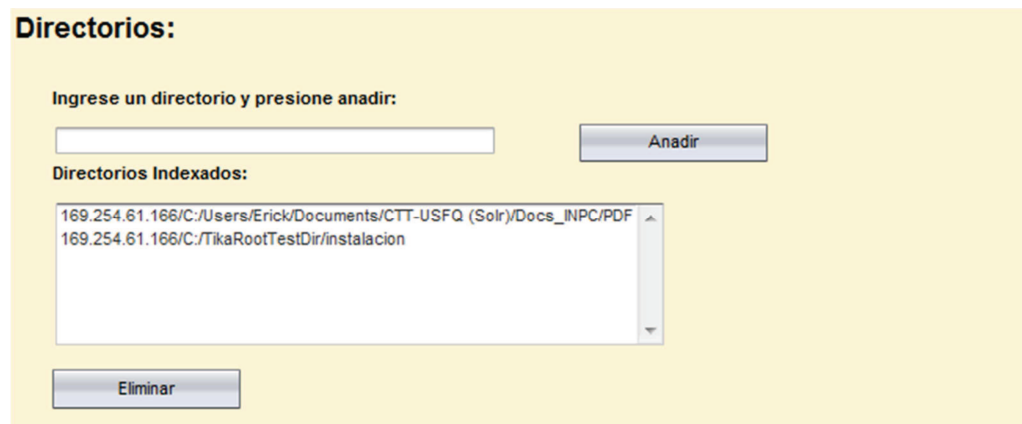 Directorios:
Ingrese un directorio y presione anadir:
Anadir
Directorios Indexados:
169.254.61.166/C:/Users/Erick/Documents/CTT-USFQ (Solr)/Docs_INPC/PDF
169.254.61.166/C:/TikaRootTestDir/instalacion
Eliminar